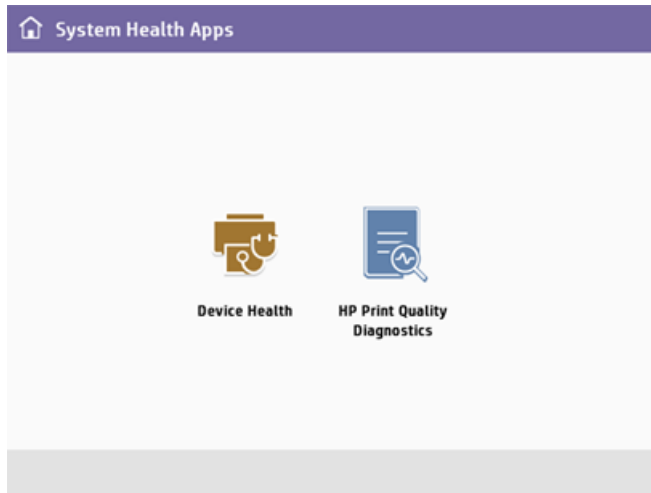 System Health Apps
Device Health
HP Print Quality
Diagnostics